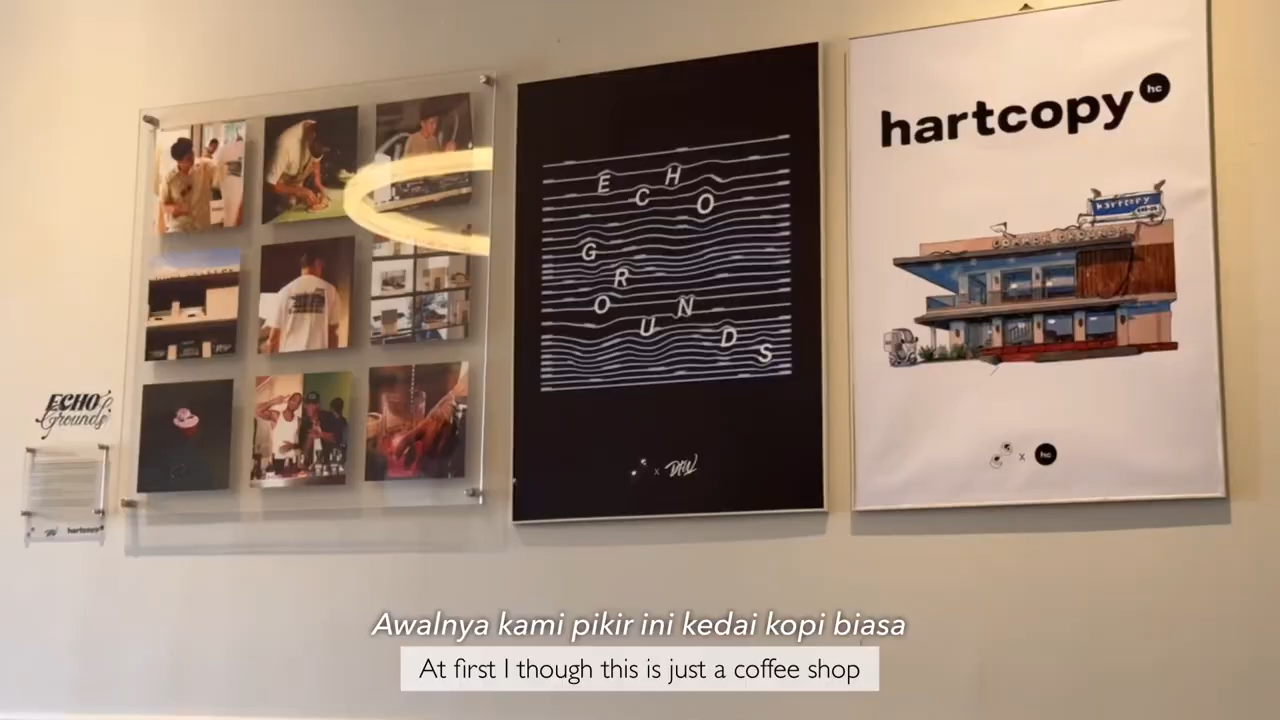 ECHO
Grounds
hartcopy
ECHO
GROUNDS
x DRW
hartcopy hc
hartcopy
x hc
Awalnya kami pikir ini kedai kopi biasa
At first I though this is just a coffee shop